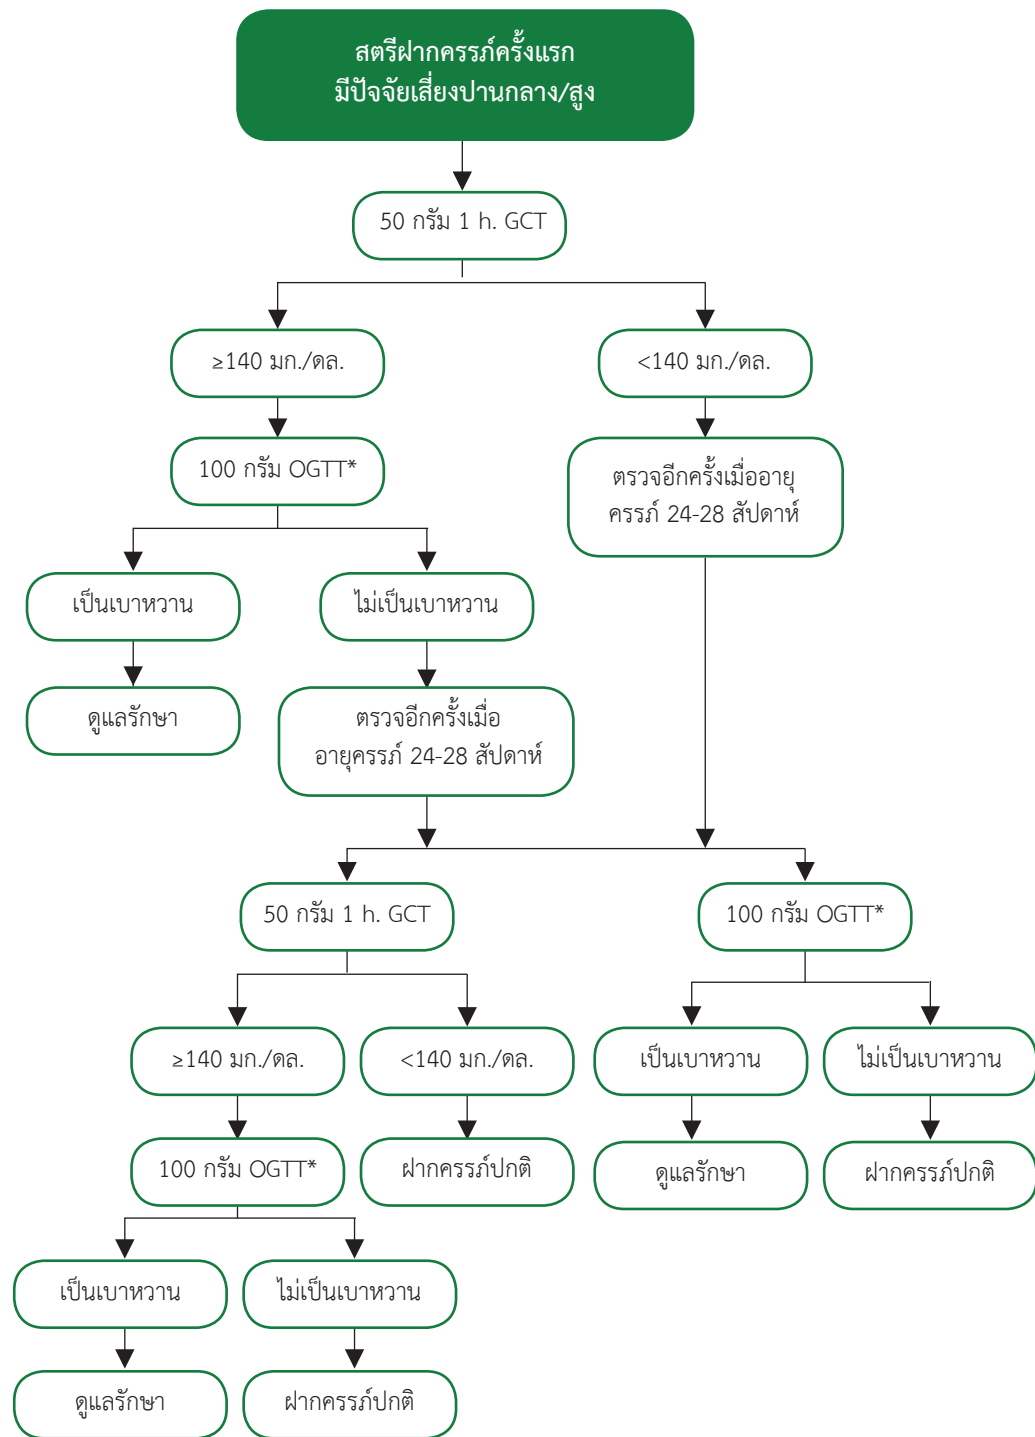 สตรีฝากครรภ์ครั้งแรก
มีปัจจัยเสี่ยงปานกลาง/สูง
50 กรัม 1 h. GCT
≥140 มก./ดล.
<140 มก./ดล.
100 กรัม OGTT*
ตรวจอีกครั้งเมื่ออายุ
ครรภ์ 24-28 สัปดาห์
เป็นเบาหวาน
ไม่เป็นเบาหวาน
ดูแลรักษา
ตรวจอีกครั้งเมื่อ
อายุครรภ์ 24-28 สัปดาห์
50 กรัม 1 h. GCT
100 กรัม OGTT*
≥140 มก./ดล.
<140 มก./ดล.
เป็นเบาหวาน
ไม่เป็นเบาหวาน
100 กรัม OGTT*
ฝากครรภ์ปกติ
ดูแลรักษา
ฝากครรภ์ปกติ
เป็นเบาหวาน
ไม่เป็นเบาหวาน
ดูแลรักษา
ฝากครรภ์ปกติ